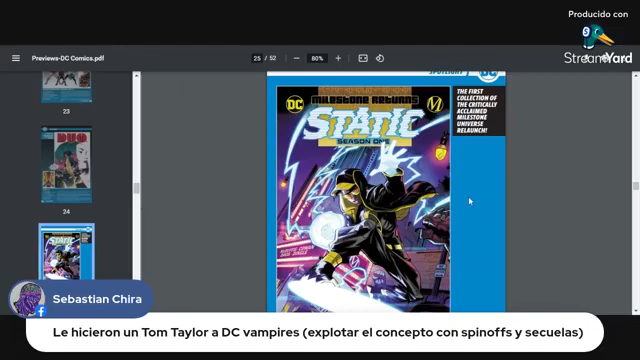 Producido con
StreamYard
Previews-DC Comics.pdf
25 / 52
80%
SPOTLIGHT
DC
23
24
DC
MILESTONE RETURNS
M
STATIC
SEASON ONE
THE FIRST
COLLECTION OF
THE CRITICALLY
ACCLAIMED
MILESTONE
UNIVERSE
RELAUNCH!
STATIC
Sebastian Chira
Le hicieron un Tom Taylor a DC vampires (explotar el concepto con spinoffs y secuelas)